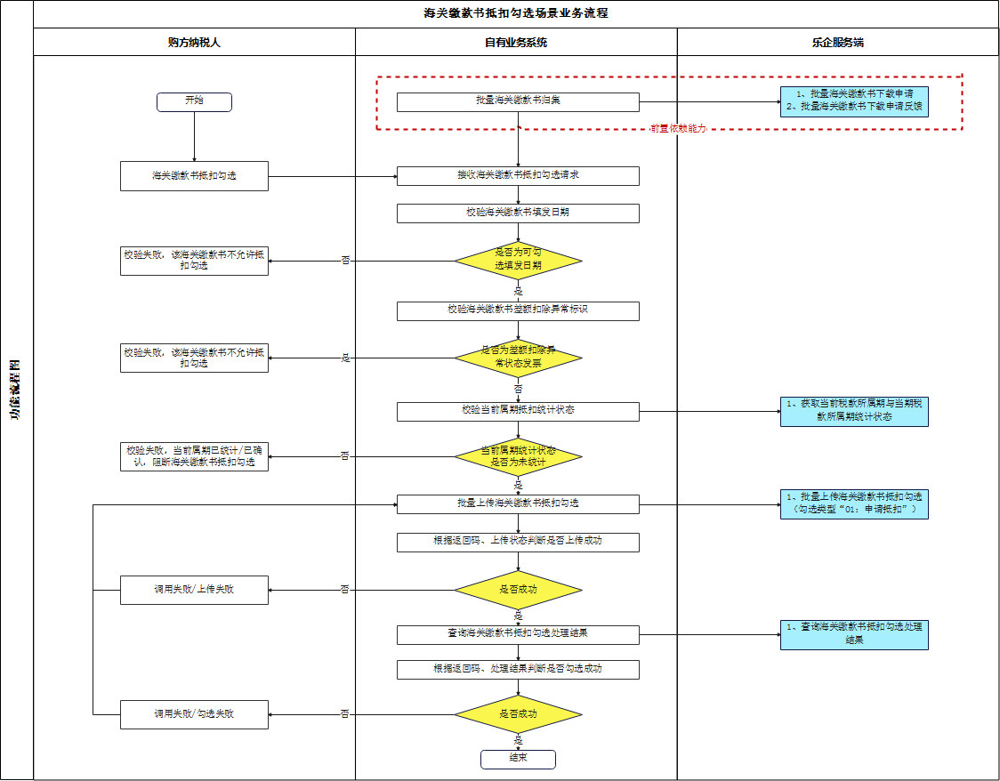 海关缴款书抵扣勾选场景业务流程
购方纳税人
自有业务系统
乐企服务端
功能流程图
开始
批量海关缴款书归集
1、批量海关缴款书下载申请
2、批量海关缴款书下载申请反馈
前置依赖能力
海关缴款书抵扣勾选
接收海关缴款书抵扣勾选请求
校验海关缴款书填发日期
校验失败，该海关缴款书不允许抵
扣勾选
否
是否为可勾
选填发日期
是
校验海关缴款书差额扣除异常标识
校验失败，该海关缴款书不允许抵
扣勾选
是
是否为差额扣除异
常状态发票
否
校验当前属期抵扣统计状态
1、获取当前税款所属期与当期税
款所属期统计状态
校验失败，当前属期已统计/已确
认，阻断海关缴款书抵扣勾选
否
当前属期统计状态
是否为未统计
是
批量上传海关缴款书抵扣勾选
1、批量上传海关缴款书抵扣勾选
（勾选类型“01：申请抵扣”）
根据返回码、上传状态判断是否上传成功
调用失败/上传失败
否
是否成功
是
查询海关缴款书抵扣勾选处理结果
1、查询海关缴款书抵扣勾选处理
结果
根据返回码、处理结果判断是否勾选成功
调用失败/勾选失败
否
是否成功
是
结束